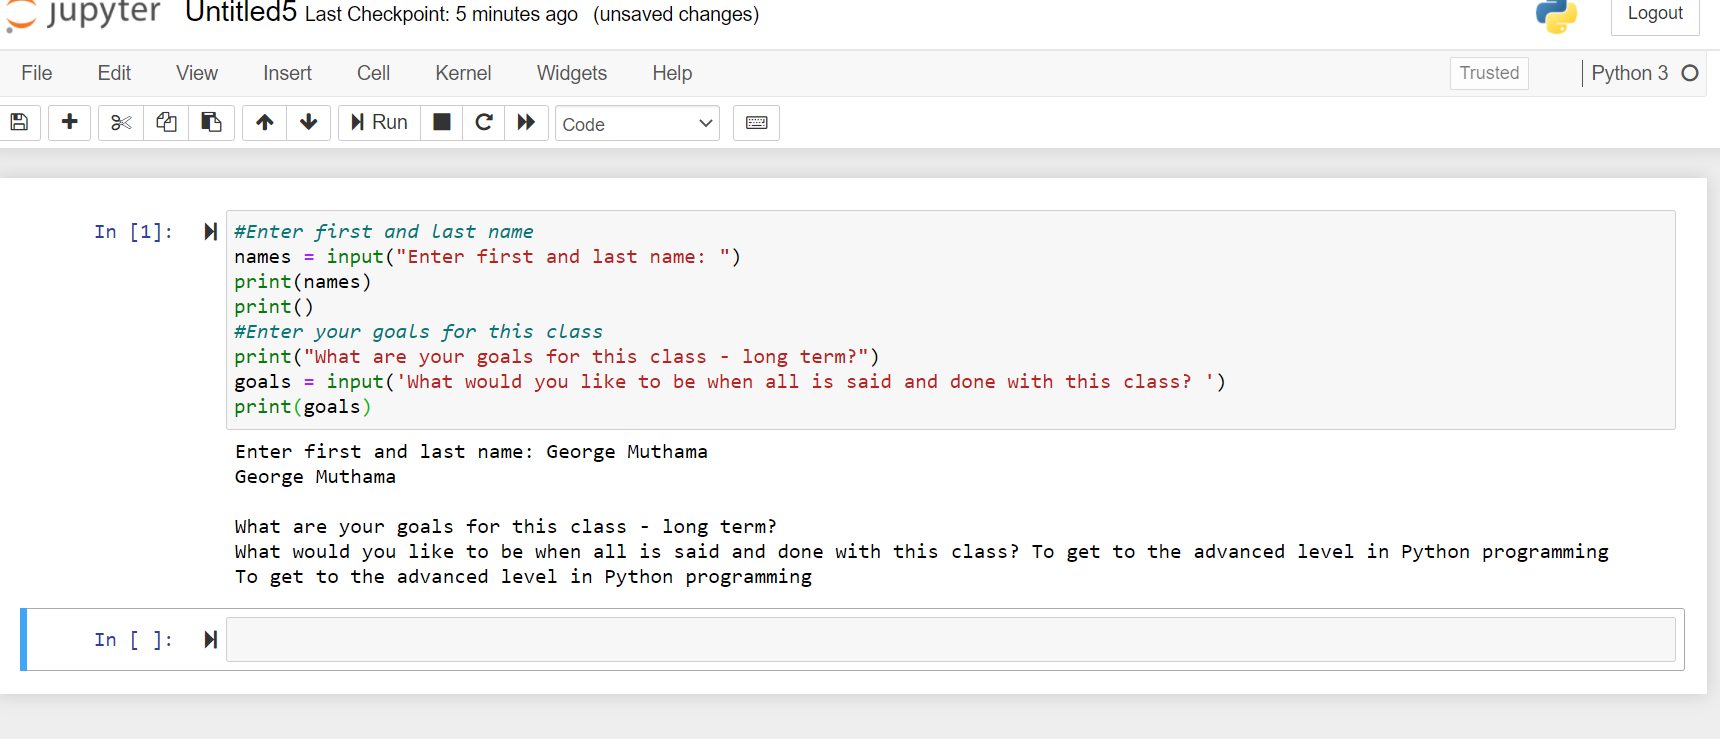 jupyter Untitled5 Last Checkpoint: 5 minutes ago (unsaved changes) Logout
File Edit View Insert Cell Kernel Widgets Help Trusted Python 3
Run Code
In [1]:
#Enter first and last name
names = input("Enter first and last name: ")
print(names)
print()
#Enter your goals for this class
print("What are your goals for this class - long term?")
goals = input('What would you like to be when all is said and done with this class? ')
print(goals)
Enter first and last name: George Muthama
George Muthama
What are your goals for this class - long term?
What would you like to be when all is said and done with this class? To get to the advanced level in Python programming
To get to the advanced level in Python programming
In [ ]: